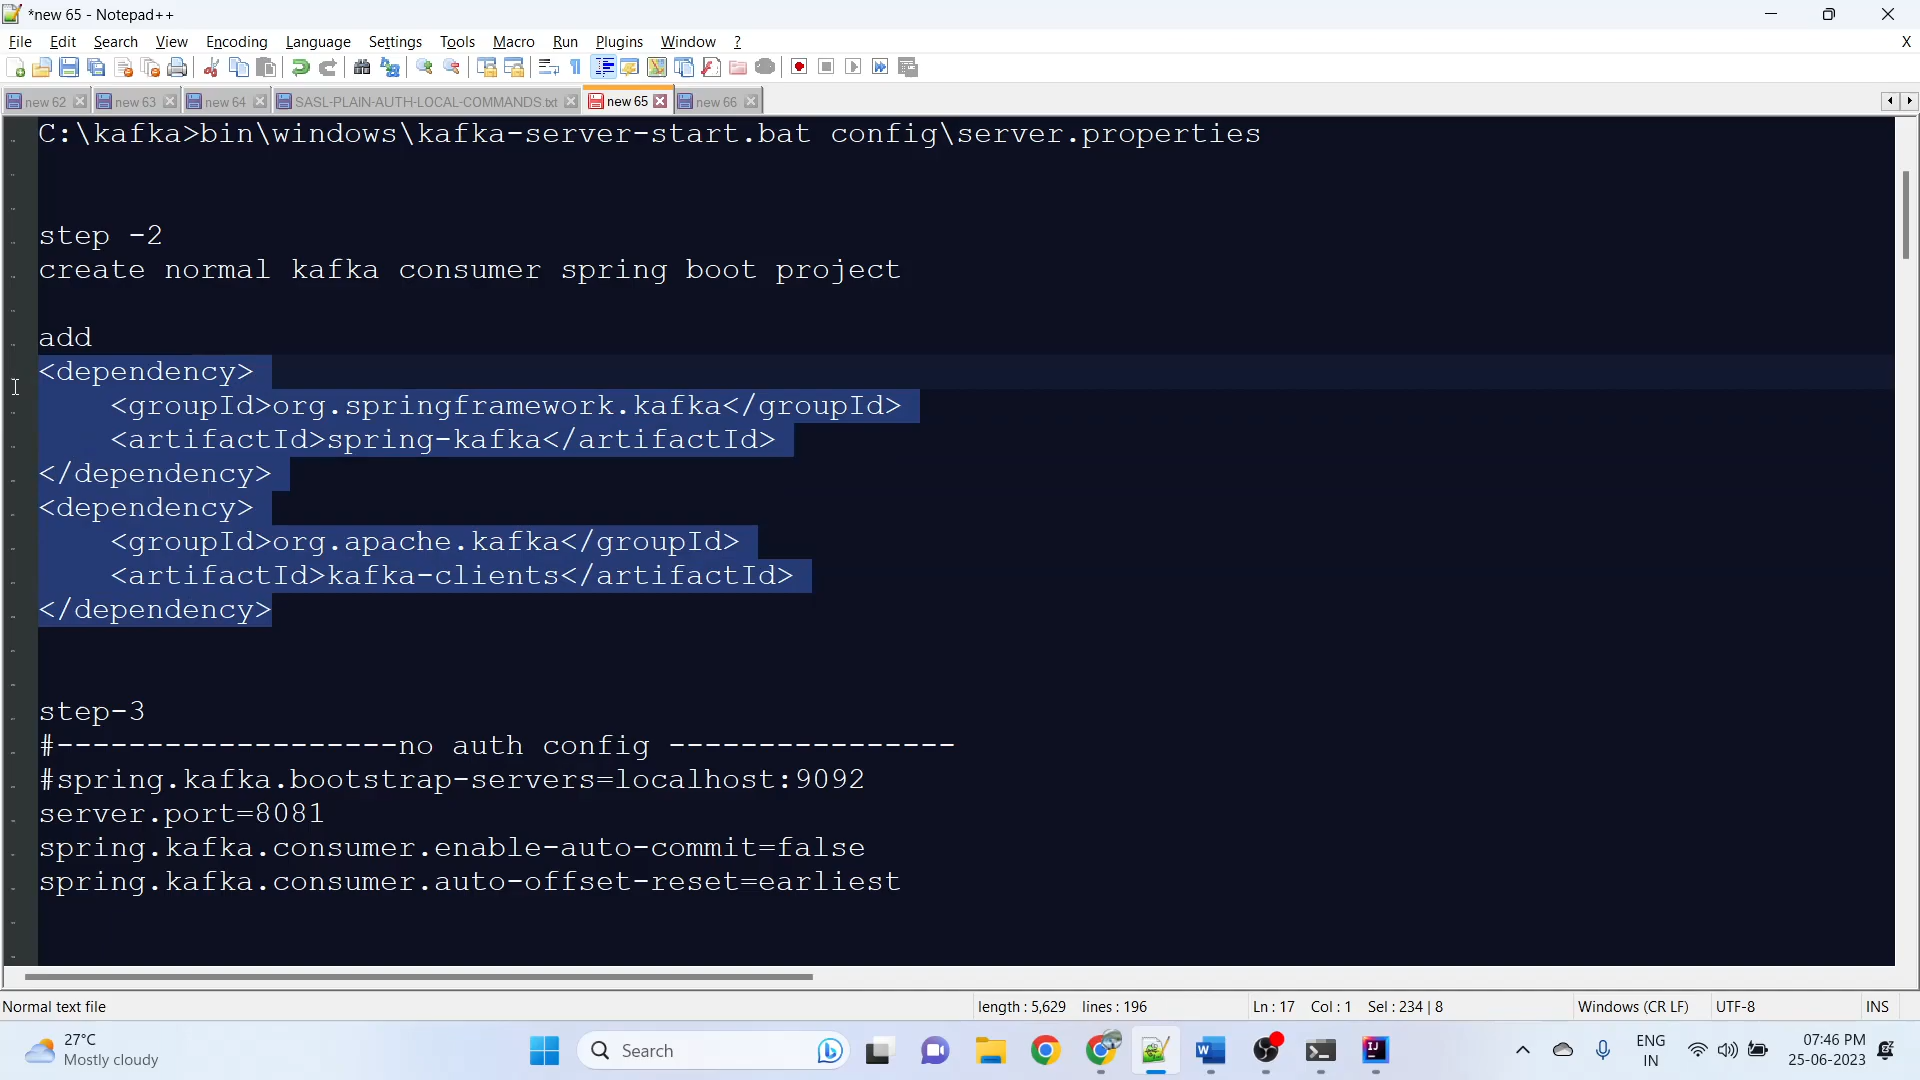 *new 65 - Notepad++
File Edit Search View Encoding Language Settings Tools Macro Run Plugins Window ? X
new 62 new 63 new 64 SASL-PLAIN-AUTH-LOCAL-COMMANDS.txt new 65 new 66
C:\kafka>bin\windows\kafka-server-start.bat config\server.properties
step -2
create normal kafka consumer spring boot project
add
<dependency>
<groupId>org.springframework.kafka</groupId>
<artifactId>spring-kafka</artifactId>
</dependency>
<dependency>
<groupId>org.apache.kafka</groupId>
<artifactId>kafka-clients</artifactId>
</dependency>
step-3
#-------------------no auth config ----------------
#spring.kafka.bootstrap-servers=localhost:9092
server.port=8081
spring.kafka.consumer.enable-auto-commit=false
spring.kafka.consumer.auto-offset-reset=earliest
Normal text file length : 5,629 lines : 196 Ln : 17 Col : 1 Sel : 234 | 8 Windows (CR LF) UTF-8 INS
27°C
Mostly cloudy
Search
ENG
IN
07:46 PM
25-06-2023